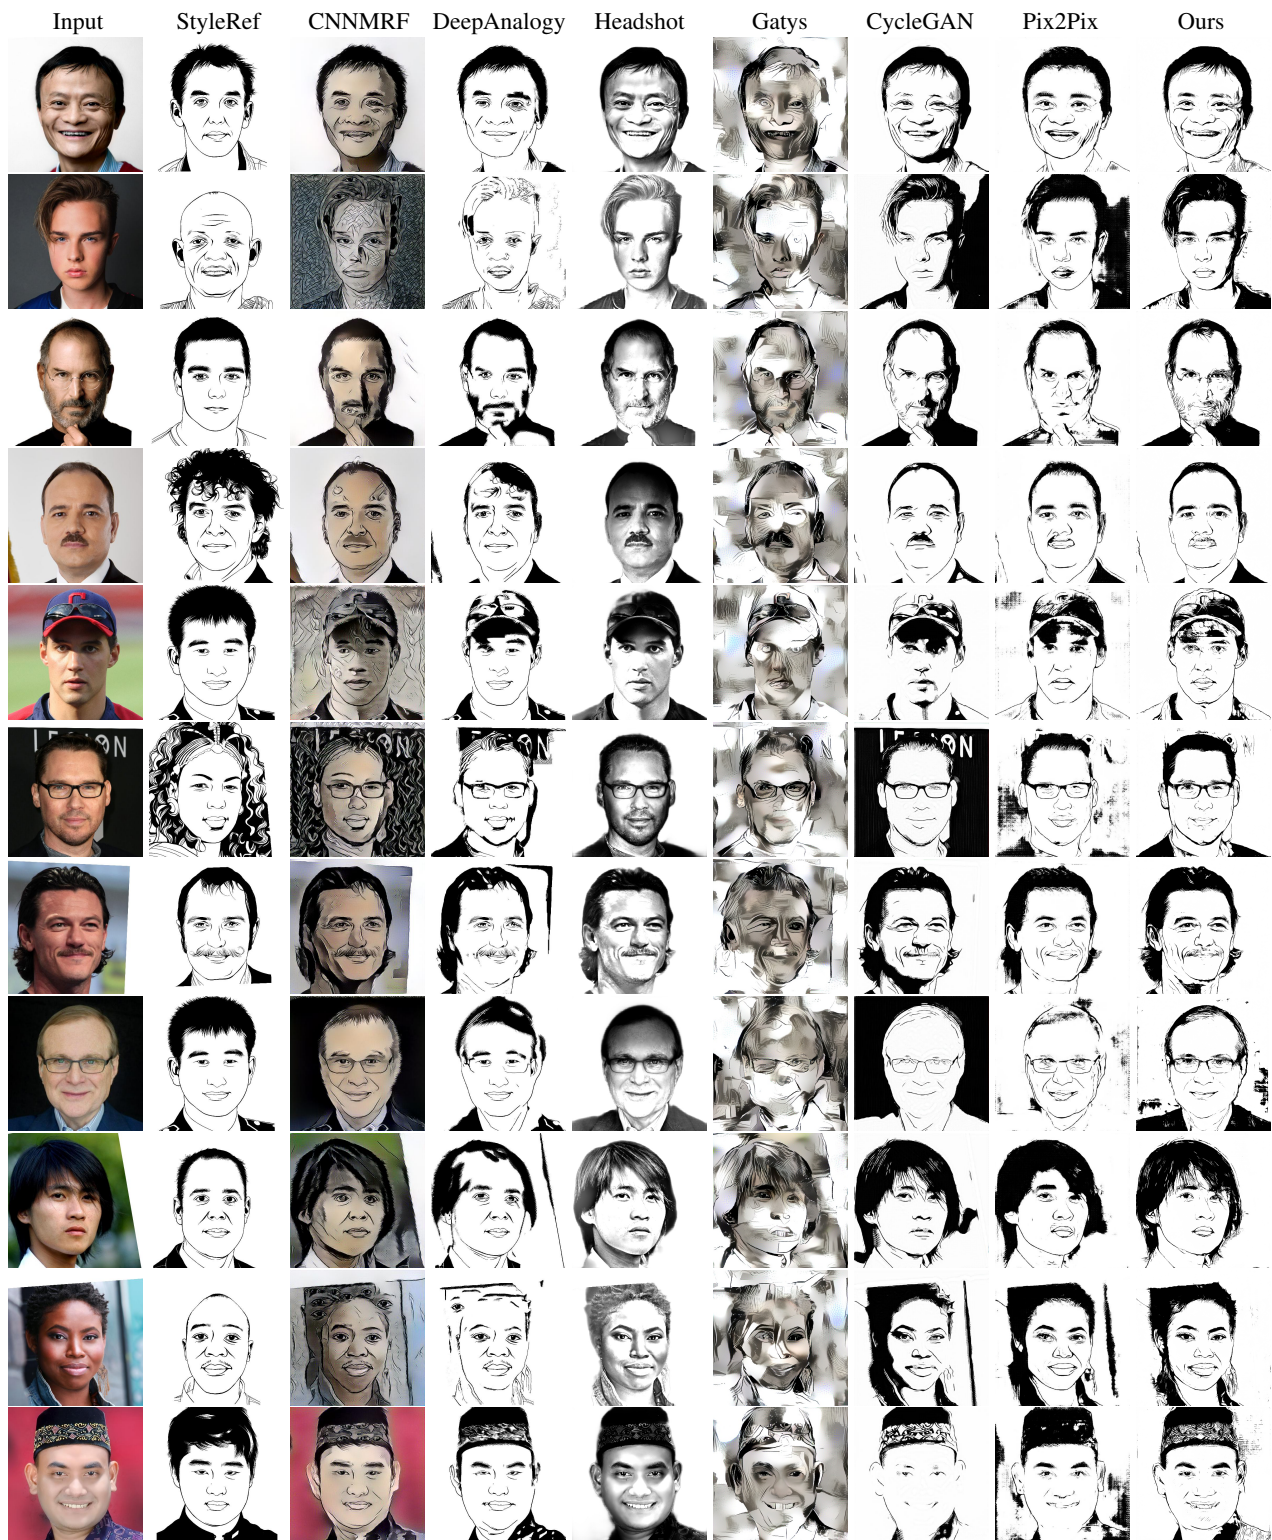 Input StyleRef CNNMRF DeepAnalogy Headshot Gatys CycleGAN Pix2Pix Ours
C